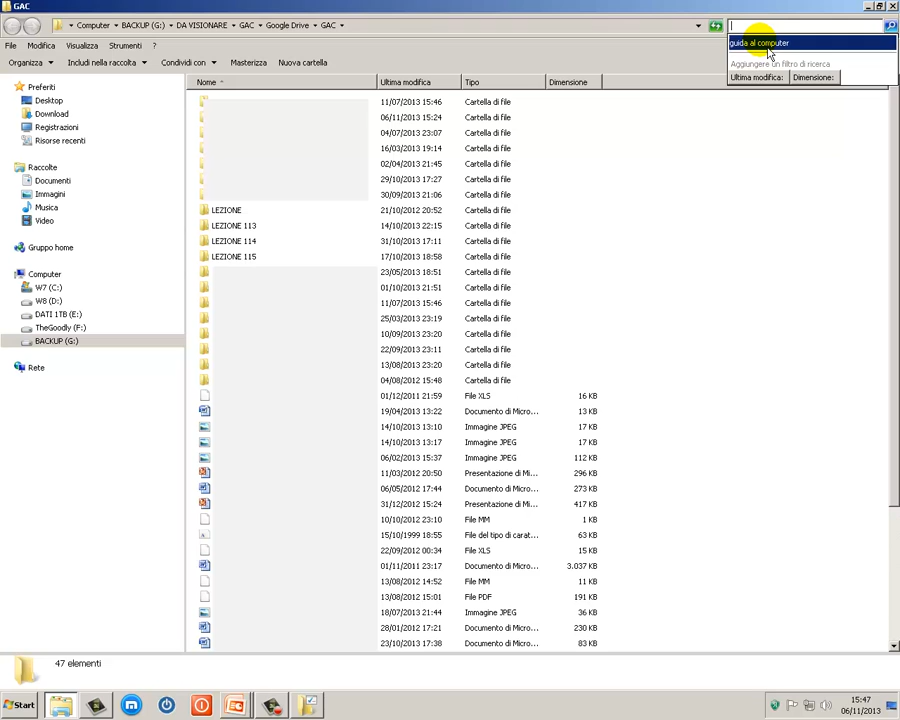 GAC
Computer BACKUP (G:) DA VISIONARE GAC Google Drive GAC
guida al computer
Aggiungere un filtro di ricerca
Ultima modifica: Dimensione:
File Modifica Visualizza Strumenti ?
Organizza Includi nella raccolta Condividi con Masterizza Nuova cartella
Preferiti
Desktop
Download
Registrazioni
Risorse recenti
Raccolte
Documenti
Immagini
Musica
Video
Gruppo home
Computer
W7 (C:)
W8 (D:)
DATI 1TB (E:)
TheGoodly (F:)
BACKUP (G:)
Rete
Nome Ultima modifica Tipo Dimensione
11/07/2013 15:46 Cartella di file
06/11/2013 15:24 Cartella di file
04/07/2013 23:07 Cartella di file
16/03/2013 19:14 Cartella di file
02/04/2013 21:45 Cartella di file
29/10/2013 17:27 Cartella di file
30/09/2013 21:06 Cartella di file
LEZIONE 21/10/2012 20:52 Cartella di file
LEZIONE 113 14/10/2013 22:15 Cartella di file
LEZIONE 114 31/10/2013 17:11 Cartella di file
LEZIONE 115 17/10/2013 18:58 Cartella di file
23/05/2013 18:51 Cartella di file
01/10/2013 21:51 Cartella di file
11/07/2013 15:46 Cartella di file
25/03/2013 23:19 Cartella di file
10/09/2013 23:20 Cartella di file
22/09/2013 23:11 Cartella di file
13/08/2013 23:20 Cartella di file
04/08/2012 15:48 Cartella di file
01/12/2011 21:59 File XLS 16 KB
19/04/2013 13:22 Documento di Micro... 13 KB
14/10/2013 13:10 Immagine JPEG 17 KB
14/10/2013 13:17 Immagine JPEG 17 KB
06/02/2013 15:37 Immagine JPEG 112 KB
11/03/2012 20:50 Presentazione di Mi... 296 KB
06/05/2012 17:44 Documento di Micro... 273 KB
31/12/2012 15:24 Presentazione di Mi... 417 KB
10/10/2012 23:10 File MM 1 KB
15/10/1999 18:55 File del tipo di carat... 63 KB
22/09/2012 00:34 File XLS 15 KB
01/11/2011 23:17 Documento di Micro... 3.037 KB
13/08/2012 14:52 File MM 11 KB
13/08/2012 15:01 File PDF 191 KB
18/07/2013 21:44 Immagine JPEG 36 KB
28/01/2012 17:21 Documento di Micro... 230 KB
23/10/2013 17:38 Documento di Micro... 83 KB
47 elementi
Start
15:47
06/11/2013